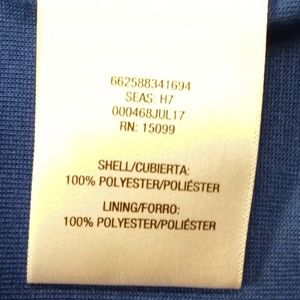 662588341694
SEAS: H7
000468JUL17
RN: 15099
SHELL/CUBIERTA:
100% POLYESTER/POLIÉSTER
LINING/FORRO:
100% POLYESTER/POLIÉSTER